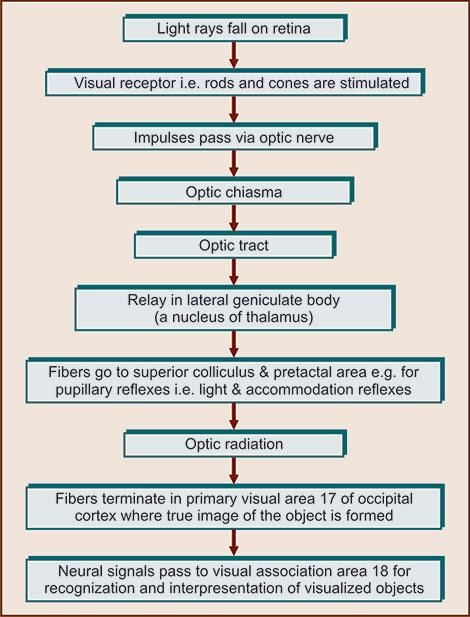 Light rays fall on retina
Visual receptor i.e. rods and cones are stimulated
Impulses pass via optic nerve
Optic chiasma
Optic tract
Relay in lateral geniculate body
(a nucleus of thalamus)
Fibers go to superior colliculus & pretactal area e.g. for
pupillary reflexes i.e. light & accommodation reflexes
Optic radiation
Fibers terminate in primary visual area 17 of occipital
cortex where true image of the object is formed
Neural signals pass to visual association area 18 for
recognization and interpresentation of visualized objects